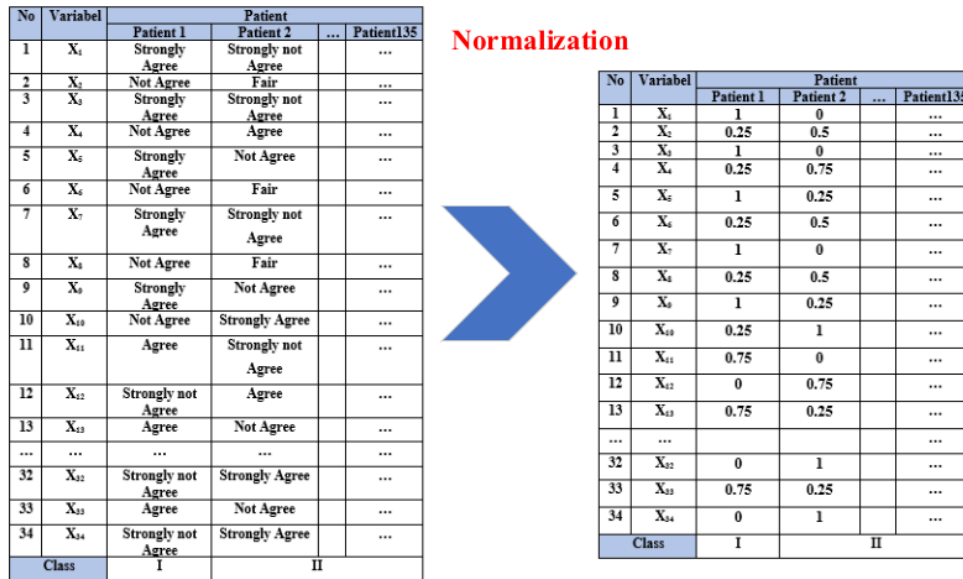 No Variabel Patient
Patient 1 Patient 2 ... Patient135
1 X₁ Strongly Agree Strongly not Agree ...
2 X₂ Not Agree Fair ...
3 X₃ Strongly Agree Strongly not Agree ...
4 X₄ Not Agree Agree ...
5 X₅ Strongly Agree Not Agree ...
6 X₆ Not Agree Fair ...
7 X₇ Strongly Agree Strongly not Agree ...
8 X₈ Not Agree Fair ...
9 X₉ Strongly Agree Not Agree ...
10 X₁₀ Not Agree Strongly Agree ...
11 X₁₁ Agree Strongly not Agree ...
12 X₁₂ Strongly not Agree Agree ...
13 X₁₃ Agree Not Agree ...
... ... ... ... ...
32 X₃₂ Strongly not Agree Strongly Agree ...
33 X₃₃ Agree Not Agree ...
34 X₃₄ Strongly not Agree Strongly Agree ...
Class I II
Normalization
No Variabel Patient
Patient 1 Patient 2 ... Patient135
1 X₁ 1 0 ...
2 X₂ 0.25 0.5 ...
3 X₃ 1 0 ...
4 X₄ 0.25 0.75 ...
5 X₅ 1 0.25 ...
6 X₆ 0.25 0.5 ...
7 X₇ 1 0 ...
8 X₈ 0.25 0.5 ...
9 X₉ 1 0.25 ...
10 X₁₀ 0.25 1 ...
11 X₁₁ 0.75 0 ...
12 X₁₂ 0 0.75 ...
13 X₁₃ 0.75 0.25 ...
... ... ...
32 X₃₂ 0 1 ...
33 X₃₃ 0.75 0.25 ...
34 X₃₄ 0 1 ...
Class I II